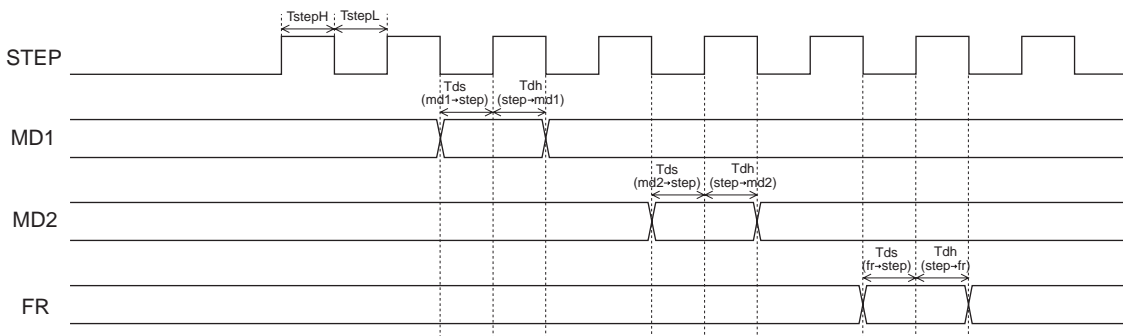 TstepH TstepL
STEP
Tds Tdh
(md1→step) (step→md1)
MD1
Tds Tdh
(md2→step) (step→md2)
MD2
Tds Tdh
(fr→step) (step→fr)
FR